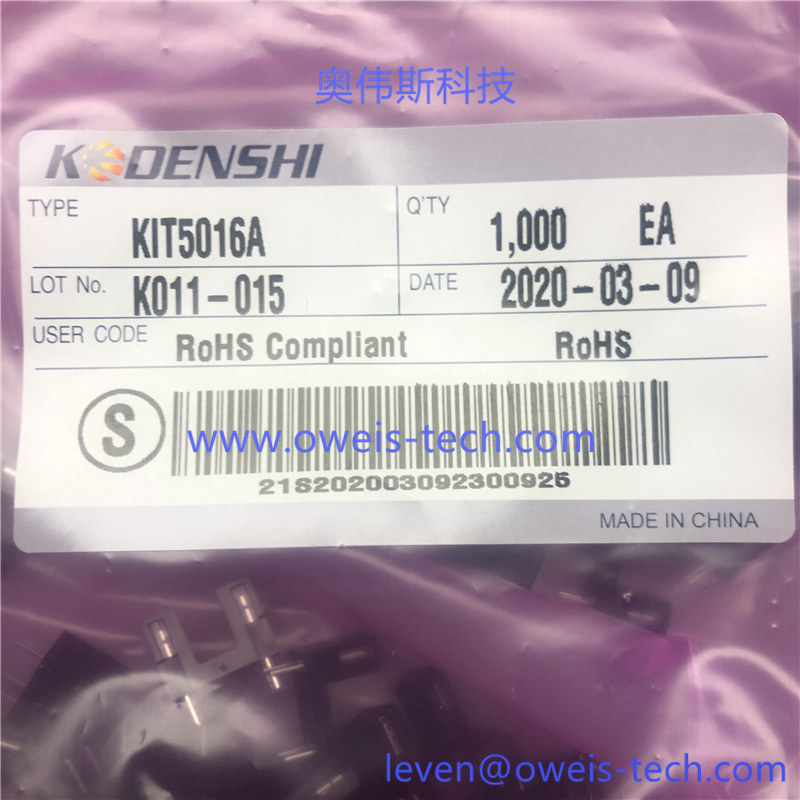 奥伟斯科技
KODENSHI
TYPE KIT5016A Q'TY 1,000 EA
LOT No. K011-015 DATE 2020-03-09
USER CODE RoHS Compliant RoHS
S
www.oweis-tech.com
21S202003092300925
MADE IN CHINA
leven@oweis-tech.com